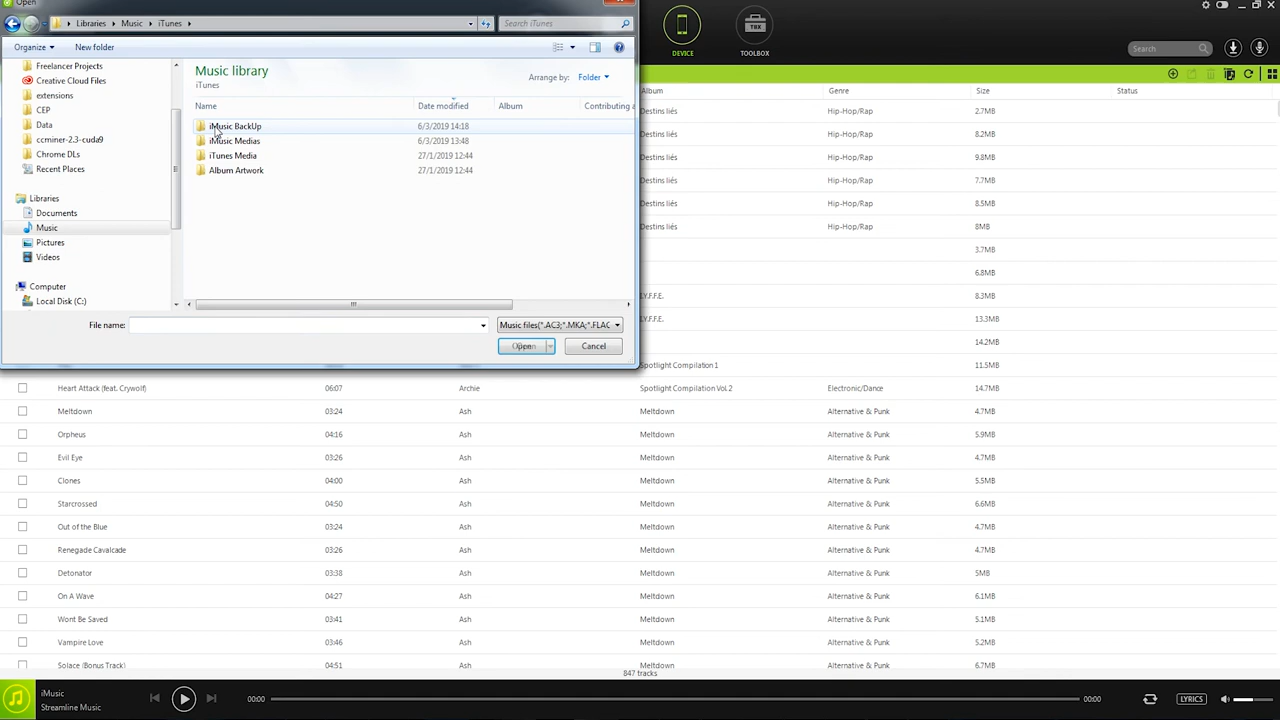 Open
Libraries Music iTunes
Search iTunes
Organize New folder
Freelancer Projects
Creative Cloud Files
extensions
CEP
Data
ccminer-2.3-cuda9
Chrome DLs
Recent Places
Libraries
Documents
Music
Pictures
Videos
Computer
Local Disk (C:)
Music library
iTunes
Arrange by: Folder
Name Date modified Album Contributing a
iMusic BackUp 6/3/2019 14:18
iMusic Medias 6/3/2019 13:48
iTunes Media 27/1/2019 12:44
Album Artwork 27/1/2019 12:44
File name: Music files(*.AC3;*.MKA;*.FLAC
Open Cancel
DEVICE
TOOLBOX
TBX
Search
Album Genre Size Status
Destins liés Hip-Hop/Rap 2.7MB
Destins liés Hip-Hop/Rap 8.2MB
Destins liés Hip-Hop/Rap 9.8MB
Destins liés Hip-Hop/Rap 7.7MB
Destins liés Hip-Hop/Rap 8.5MB
Destins liés Hip-Hop/Rap 8MB
3.7MB
6.8MB
8.3MB
13.3MB
14.2MB
Spotlight Compilation 1 11.5MB
Heart Attack (feat. Crywolf) 06:07 Archie Spotlight Compilation Vol. 2 Electronic/Dance 14.7MB
Meltdown 03:24 Ash Meltdown Alternative & Punk 4.7MB
Orpheus 04:16 Ash Meltdown Alternative & Punk 5.9MB
Evil Eye 03:26 Ash Meltdown Alternative & Punk 4.7MB
Clones 04:00 Ash Meltdown Alternative & Punk 5.5MB
Starcrossed 04:50 Ash Meltdown Alternative & Punk 6.6MB
Out of the Blue 03:24 Ash Meltdown Alternative & Punk 4.7MB
Renegade Cavalcade 03:26 Ash Meltdown Alternative & Punk 4.7MB
Detonator 03:38 Ash Meltdown Alternative & Punk 5MB
On A Wave 04:27 Ash Meltdown Alternative & Punk 6.1MB
Wont Be Saved 03:41 Ash Meltdown Alternative & Punk 5.1MB
Vampire Love 03:46 Ash Meltdown Alternative & Punk 5.2MB
Solace (Bonus Track) 04:51 Ash Meltdown Alternative & Punk 6.7MB
847 tracks
iMusic
Streamline Music
00:00 00:00
LYRICS